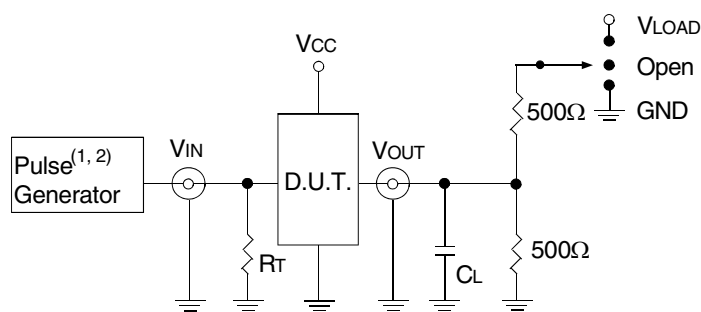 VLOAD
VCC
Open
500Ω
GND
VIN
VOUT
Pulse(1, 2)
Generator
D.U.T.
500Ω
RT
CL